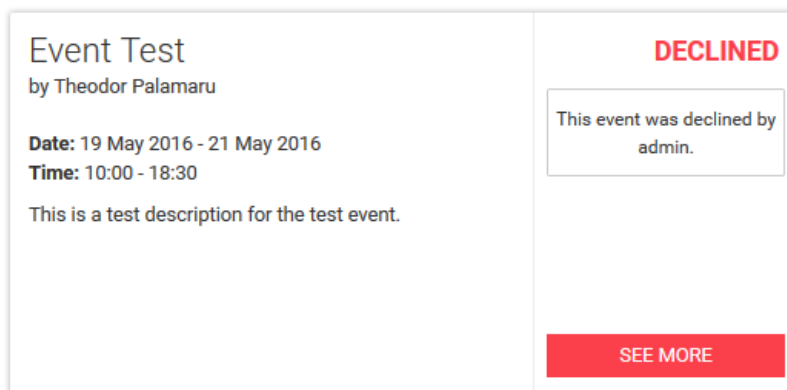 Event Test
by Theodor Palamaru
Date: 19 May 2016 - 21 May 2016
Time: 10:00 - 18:30
This is a test description for the test event.
DECLINED
This event was declined by
admin.
SEE MORE